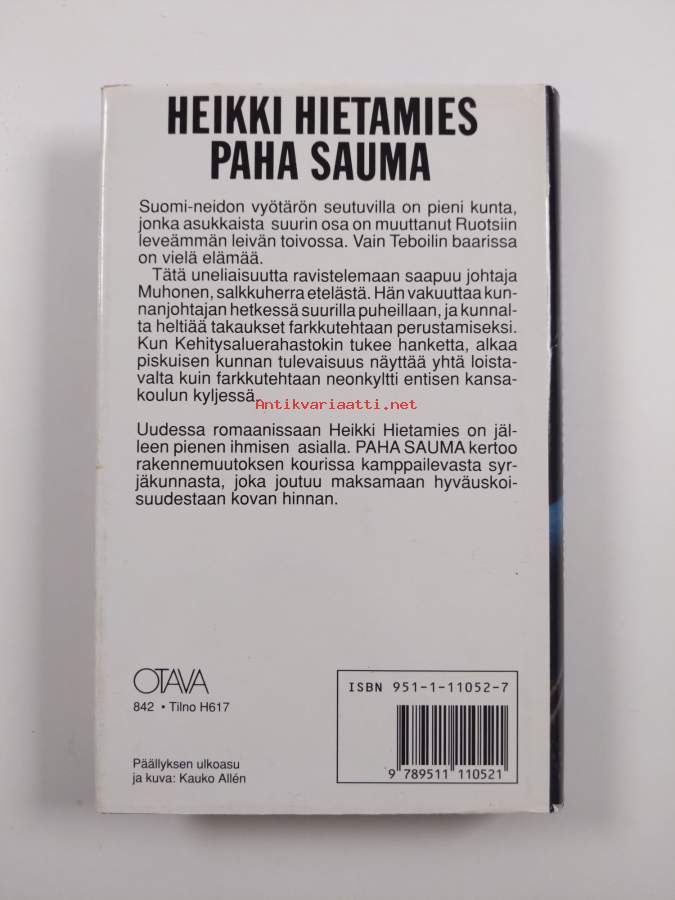 HEIKKI HIETAMIES
PAHA SAUMA
Suomi-neidon vyötärön seutuvilla on pieni kunta,
jonka asukkaista suurin osa on muuttanut Ruotsiin
leveämmän leivän toivossa. Vain Teboilin baarissa
on vielä elämää.
Tätä uneliaisuutta ravistelemaan saapuu johtaja
Muhonen, salkkuherra etelästä. Hän vakuuttaa kun-
nanjohtajan hetkessä suurilla puheillaan, ja kunnal-
ta heltiää takaukset farkkutehtaan perustamiseksi.
Kun Kehitysaluerahastokin tukee hanketta, alkaa
piskuisen kunnan tulevaisuus näyttää yhtä loista-
valta kuin farkkutehtaan neonkyltti entisen kansa-
koulun kyljessä.
Antikvariaatti.net
Uudessa romaanissaan Heikki Hietamies on jäl-
leen pienen ihmisen asialla. PAHA SAUMA kertoo
rakennemuutoksen kourissa kamppailevasta syr-
jäkunnasta, joka joutuu maksamaan hyväuskoi-
suudestaan kovan hinnan.
OTAVA
842 • Tilno H617
Päällyksen ulkoasu
ja kuva: Kauko Allén
ISBN 951-1-11052-7
9 789511 110521